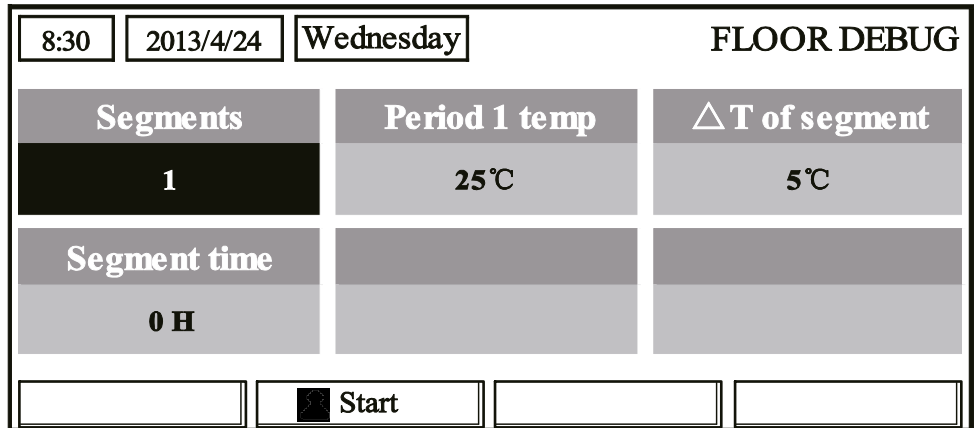 8:30 2013/4/24 Wednesday FLOOR DEBUG
Segments Period 1 temp △T of segment
1 25℃ 5℃
Segment time
0 H
Start